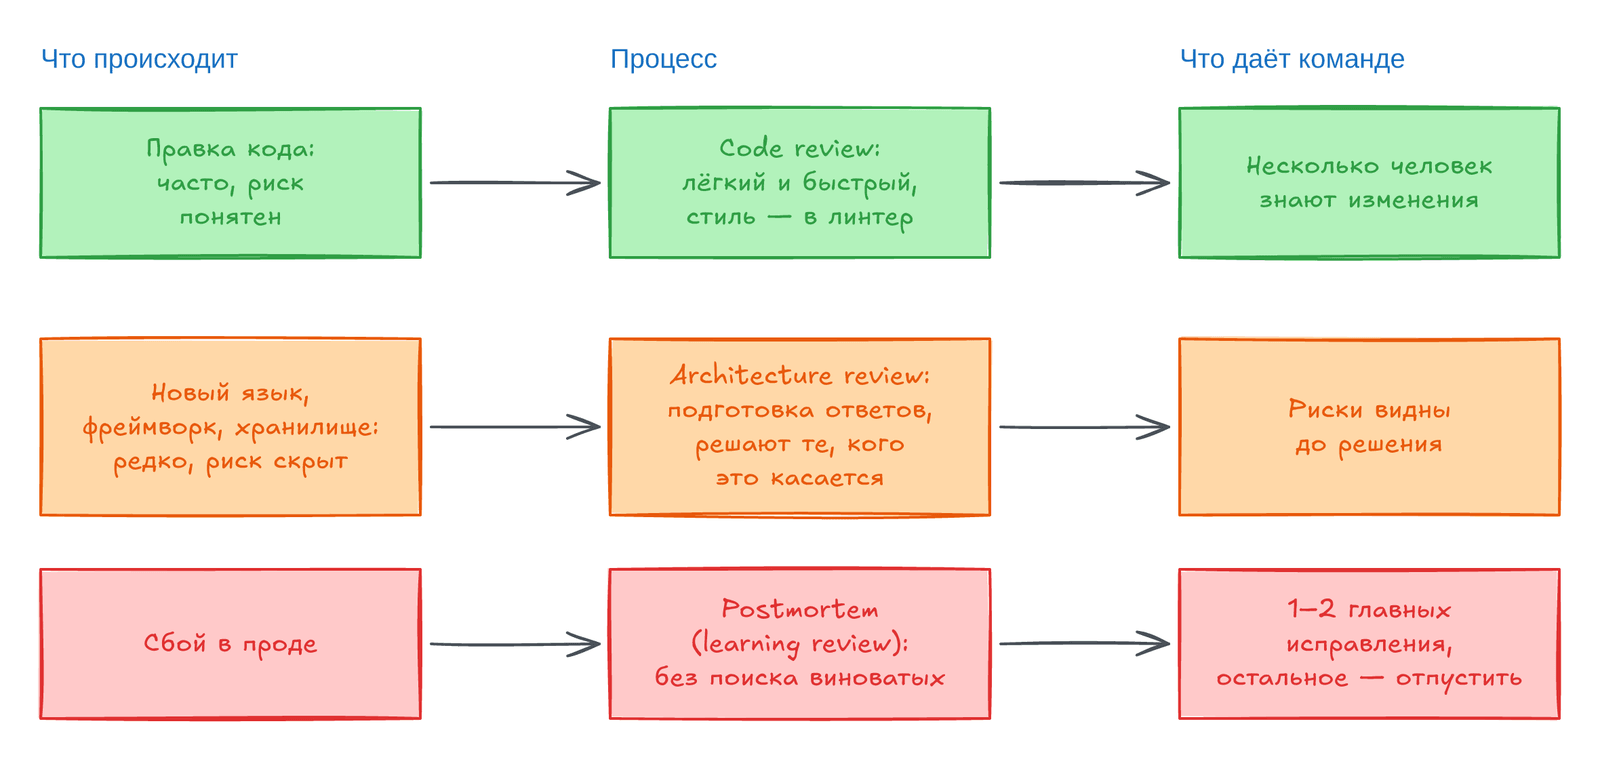 Что происходит
Процесс
Что даёт команде
Правка кода:
часто, риск
понятен
Code review:
лёгкий и быстрый,
стиль — в линтер
Несколько человек
знают изменения
Новый язык,
фреймворк, хранилище:
редко, риск скрыт
Architecture review:
подготовка ответов,
решают те, кого
это касается
Риски видны
до решения
Сбой в проде
Postmortem
(learning review):
без поиска виноватых
1–2 главных
исправления,
остальное — отпустить